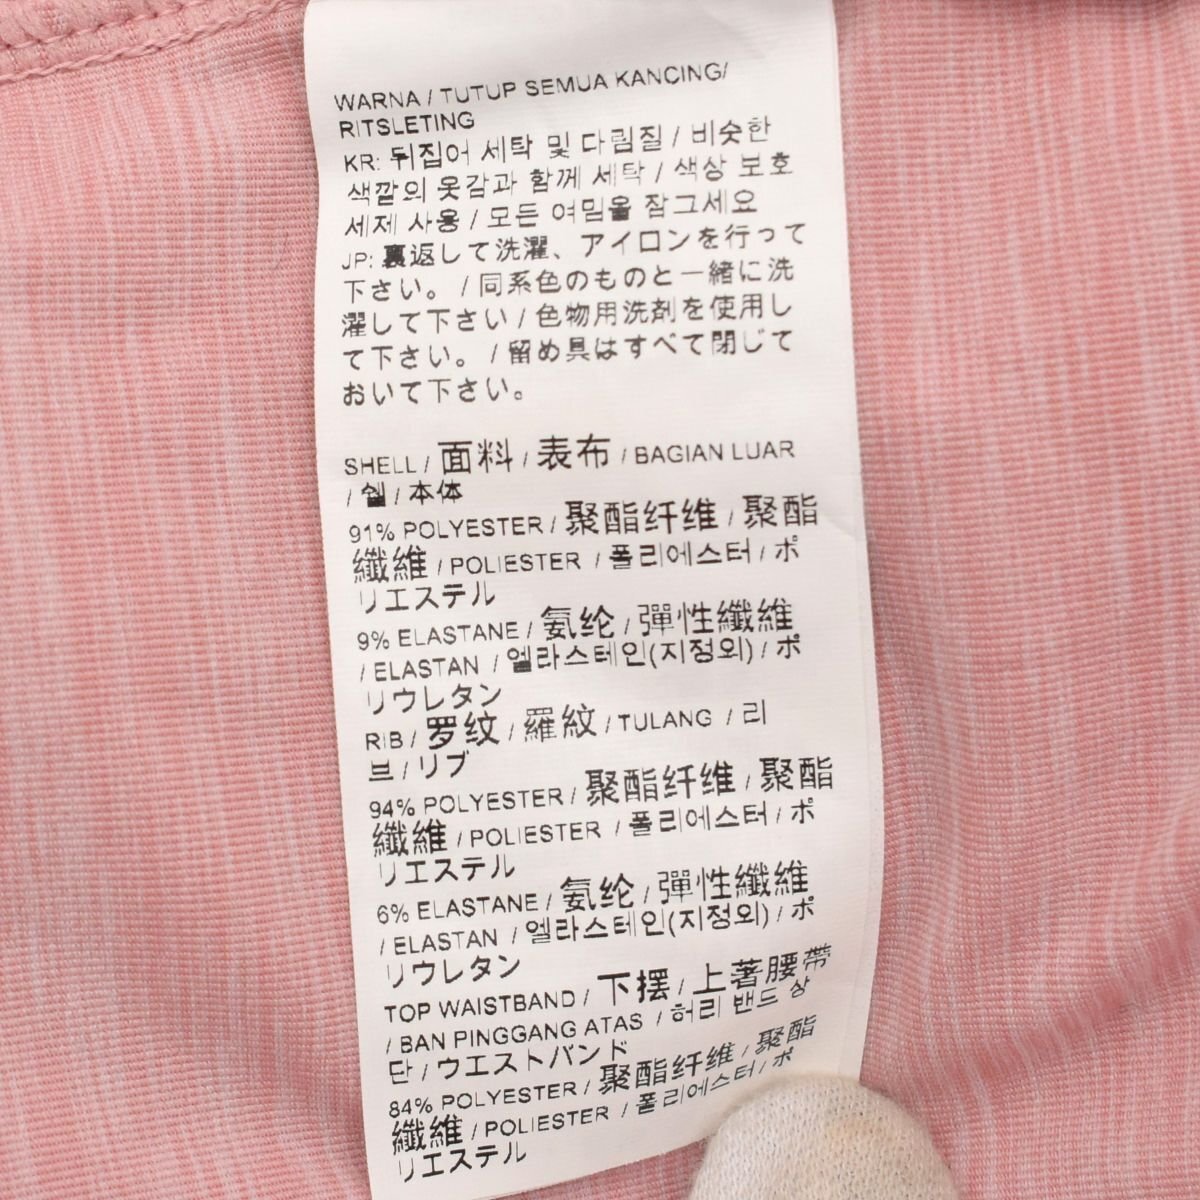 WARNA / TUTUP SEMUA KANCING/
RITSLETING
KR: 뒤집어 세탁 및 다림질 / 비슷한
색깔의 옷감과 함께 세탁 / 색상 보호
세제 사용 / 모든 여밈을 잠그세요
JP: 裏返して洗濯、アイロンを行って
下さい。 / 同系色のものと一緒に洗
濯して下さい / 色物用洗剤を使用し
て下さい。 / 留め具はすべて閉じて
おいて下さい。
SHELL / 面料 / 表布 / BAGIAN LUAR
/ 쉘 / 本体
91% POLYESTER / 聚酯纤维 / 聚酯
纖維 / POLIESTER / 폴리에스터 / ポ
リエステル
9% ELASTANE / 氨纶 / 彈性纖維
/ ELASTAN / 엘라스테인(지정외) / ポ
リウレタン
RIB / 罗纹 / 羅紋 / TULANG / 리
브 / リブ
94% POLYESTER / 聚酯纤维 / 聚酯
纖維 / POLIESTER / 폴리에스터 / ポ
リエステル
6% ELASTANE / 氨纶 / 彈性纖維
/ ELASTAN / 엘라스테인(지정외) / ポ
リウレタン
TOP WAISTBAND / 下摆 / 上著腰帶
/ BAN PINGGANG ATAS / 허리 밴드 상
단 / ウエストバンド
84% POLYESTER / 聚酯纤维 / 聚酯
纖維 / POLIESTER / 폴리에스터 / ポ
リエステル